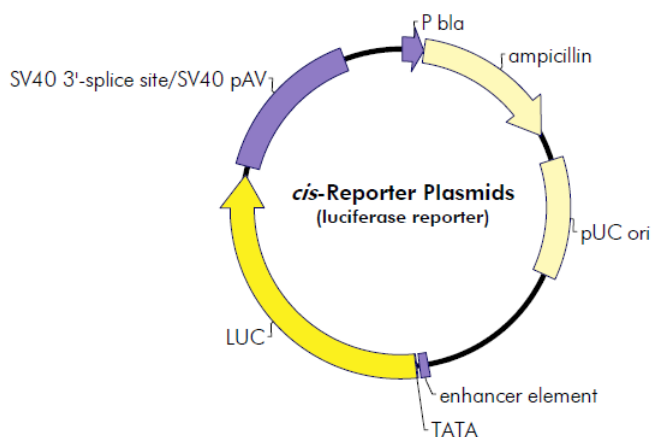 P bla
ampicillin
SV40 3'-splice site/SV40 pAV
cis-Reporter Plasmids
(luciferase reporter)
pUC ori
LUC
enhancer element
TATA